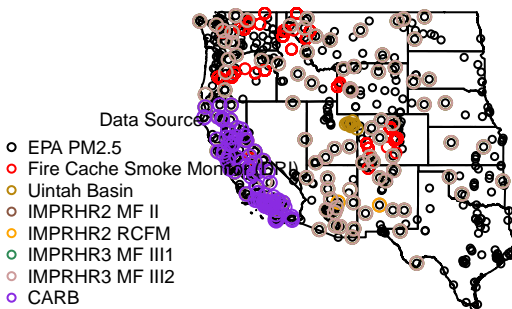 Data Source
EPA PM2.5
Fire Cache Smoke Monitor (DRI)
Uintah Basin
IMPRHR2 MF II
IMPRHR2 RCFM
IMPRHR3 MF III1
IMPRHR3 MF III2
CARB